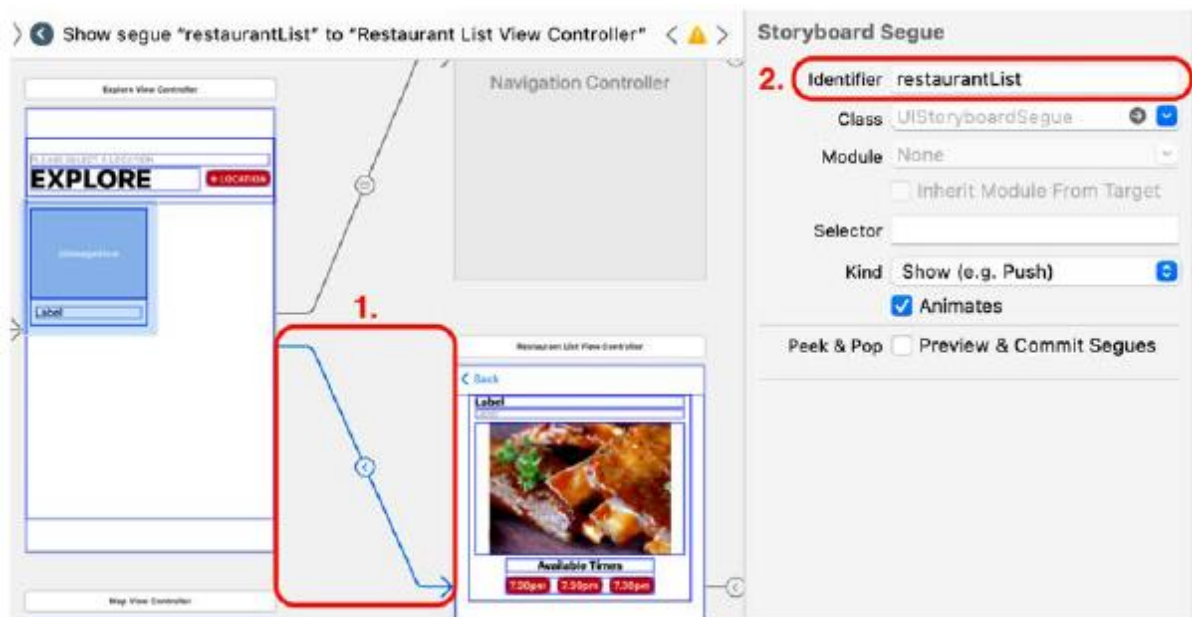 Show segue "restaurantList" to "Restaurant List View Controller"
Explore View Controller
PLEASE SELECT A LOCATION
EXPLORE
+ LOCATION
Label
Map View Controller
1.
Navigation Controller
Restaurant List View Controller
Back
Label
Available Times
7.30pm 7.30pm 7.30pm
Storyboard Segue
2.
Identifier restaurantList
Class UIStoryboardSegue
Module None
Inherit Module From Target
Selector
Kind Show (e.g. Push)
Animates
Peek & Pop Preview & Commit Segues